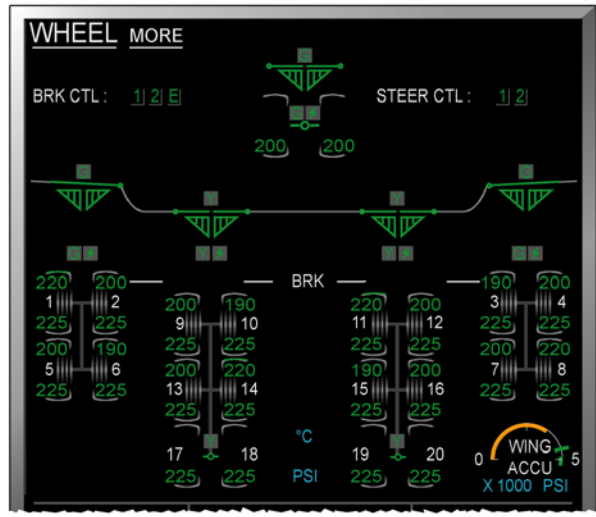 WHEEL MORE
G
BRK CTL : 1 2 E
STEER CTL : 1 2
G
200 200
G G
Y Y
G Y Y G
BRK
220 200 190 200
1 2 3 4
200 190 220 200
225 225 225 225
9 10 11 12
200 190 200 220
225 225 225 225
5 6 7 8
200 220 190 200
225 225 225 225
13 14 15 16
225 225 225 225
Y Y
°C
17 18 19 20
225 225 PSI 225 225
WING
0 5
ACCU
X 1000 PSI